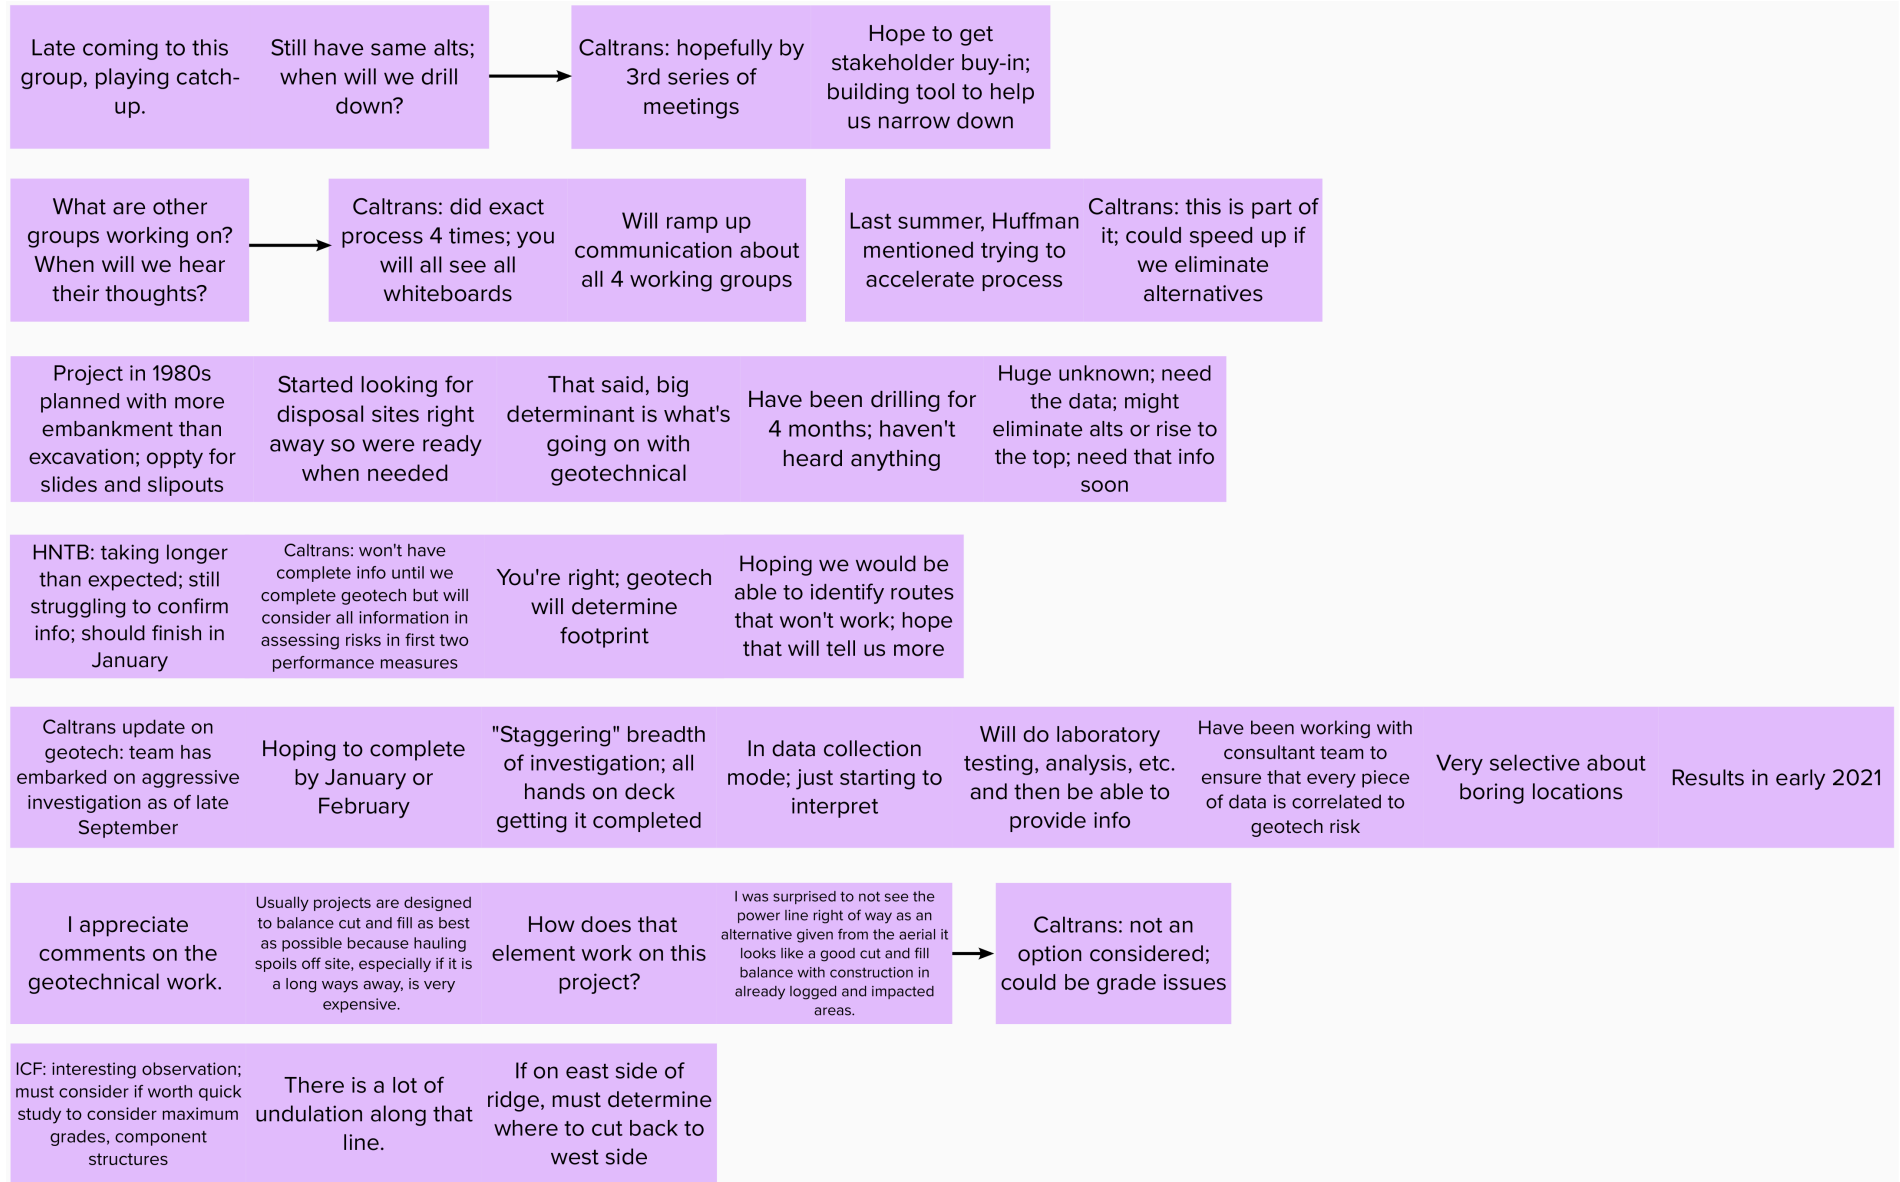 Late coming to this
group, playing catch-
up.
Still have same alts;
when will we drill
down?
Caltrans: hopefully by
3rd series of
meetings
Hope to get
stakeholder buy-in;
building tool to help
us narrow down
What are other
groups working on?
When will we hear
their thoughts?
Caltrans: did exact
process 4 times; you
will all see all
whiteboards
Will ramp up
communication about
all 4 working groups
Last summer, Huffman
mentioned trying to
accelerate process
Caltrans: this is part of
it; could speed up if
we eliminate
alternatives
Project in 1980s
planned with more
embankment than
excavation; oppty for
slides and slipouts
Started looking for
disposal sites right
away so were ready
when needed
That said, big
determinant is what's
going on with
geotechnical
Have been drilling for
4 months; haven't
heard anything
Huge unknown; need
the data; might
eliminate alts or rise to
the top; need that info
soon
HNTB: taking longer
than expected; still
struggling to confirm
info; should finish in
January
Caltrans: won't have
complete info until we
complete geotech but will
consider all information in
assessing risks in first two
performance measures
You're right; geotech
will determine
footprint
Hoping we would be
able to identify routes
that won't work; hope
that will tell us more
Caltrans update on
geotech: team has
embarked on aggressive
investigation as of late
September
Hoping to complete
by January or
February
"Staggering" breadth
of investigation; all
hands on deck
getting it completed
In data collection
mode; just starting to
interpret
Will do laboratory
testing, analysis, etc.
and then be able to
provide info
Have been working with
consultant team to
ensure that every piece
of data is correlated to
geotech risk
Very selective about
boring locations
Results in early 2021
I appreciate
comments on the
geotechnical work.
Usually projects are designed
to balance cut and fill as best
as possible because hauling
spoils off site, especially if it is
a long ways away, is very
expensive.
How does that
element work on this
project?
I was surprised to not see the
power line right of way as an
alternative given from the aerial it
looks like a good cut and fill
balance with construction in
already logged and impacted
areas.
Caltrans: not an
option considered;
could be grade issues
ICF: interesting observation;
must consider if worth quick
study to consider maximum
grades, component
structures
There is a lot of
undulation along that
line.
If on east side of
ridge, must determine
where to cut back to
west side